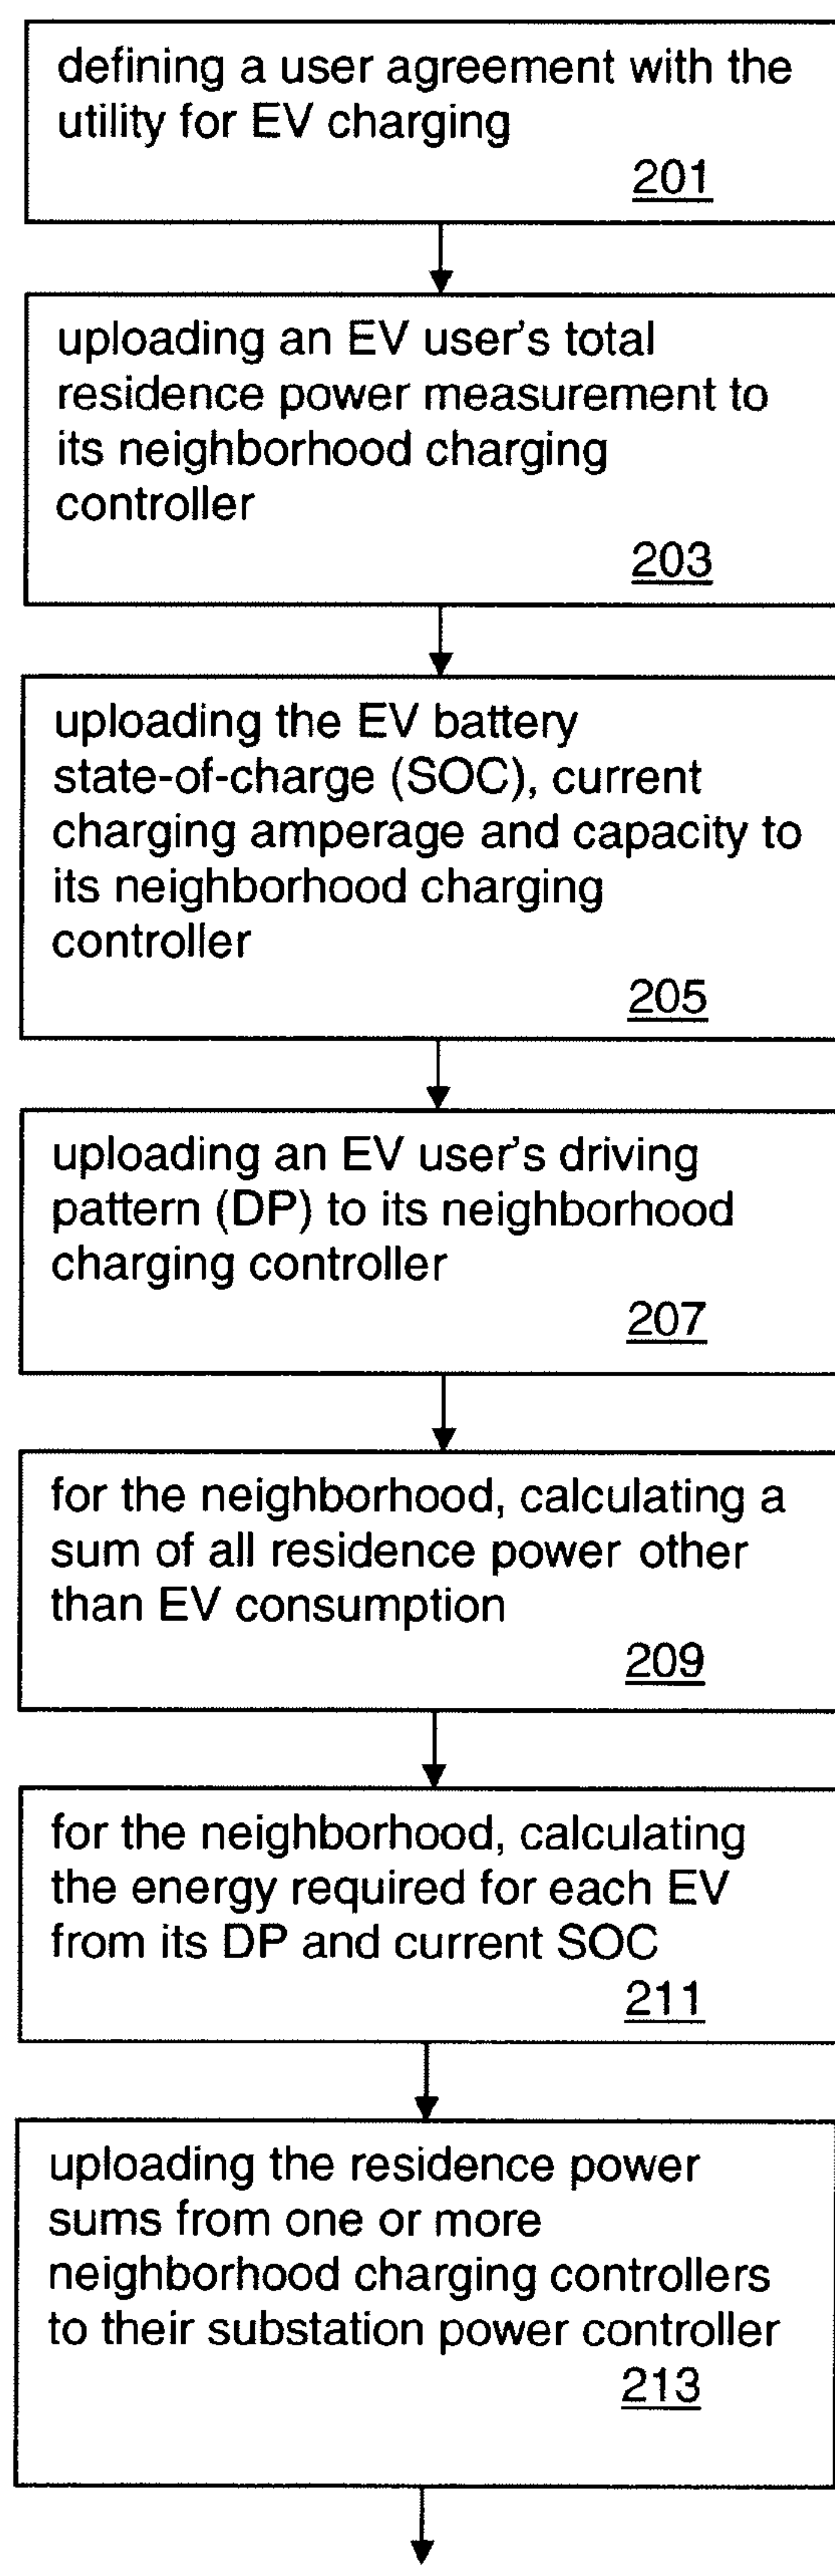 defining a user agreement with the
utility for EV charging
201
uploading an EV user's total
residence power measurement to
its neighborhood charging
controller
203
uploading the EV battery
state-of-charge (SOC), current
charging amperage and capacity to
its neighborhood charging
controller
205
uploading an EV user's driving
pattern (DP) to its neighborhood
charging controller
207
for the neighborhood, calculating a
sum of all residence power other
than EV consumption
209
for the neighborhood, calculating
the energy required for each EV
from its DP and current SOC
211
uploading the residence power
sums from one or more
neighborhood charging controllers
to their substation power controller
213